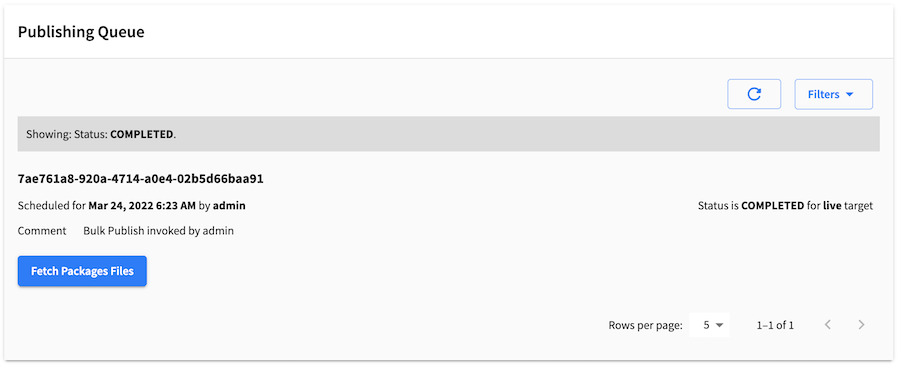 Publishing Queue
Filters
Showing: Status: COMPLETED.
7ae761a8-920a-4714-a0e4-02b5d66baa91
Scheduled for Mar 24, 2022 6:23 AM by admin
Status is COMPLETED for live target
Comment Bulk Publish invoked by admin
Fetch Packages Files
Rows per page: 5 1–1 of 1